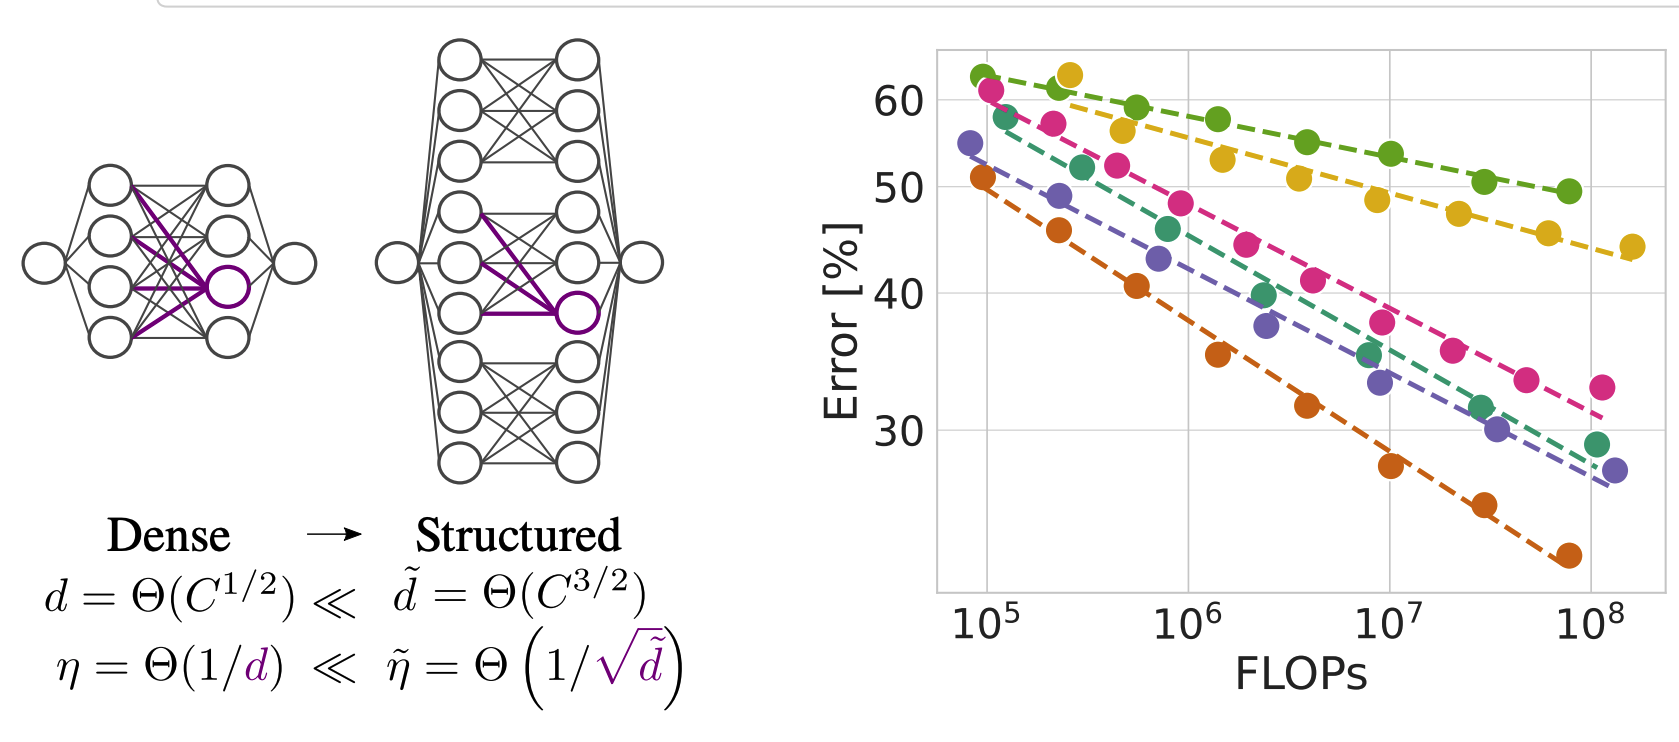 Dense → Structured
d = Θ(C^{1/2}) ≪ d̃ = Θ(C^{3/2})
η = Θ(1/d) ≪ η̃ = Θ(1/√d̃)
Error [%]
60
50
40
30
10^5 10^6 10^7 10^8
FLOPs